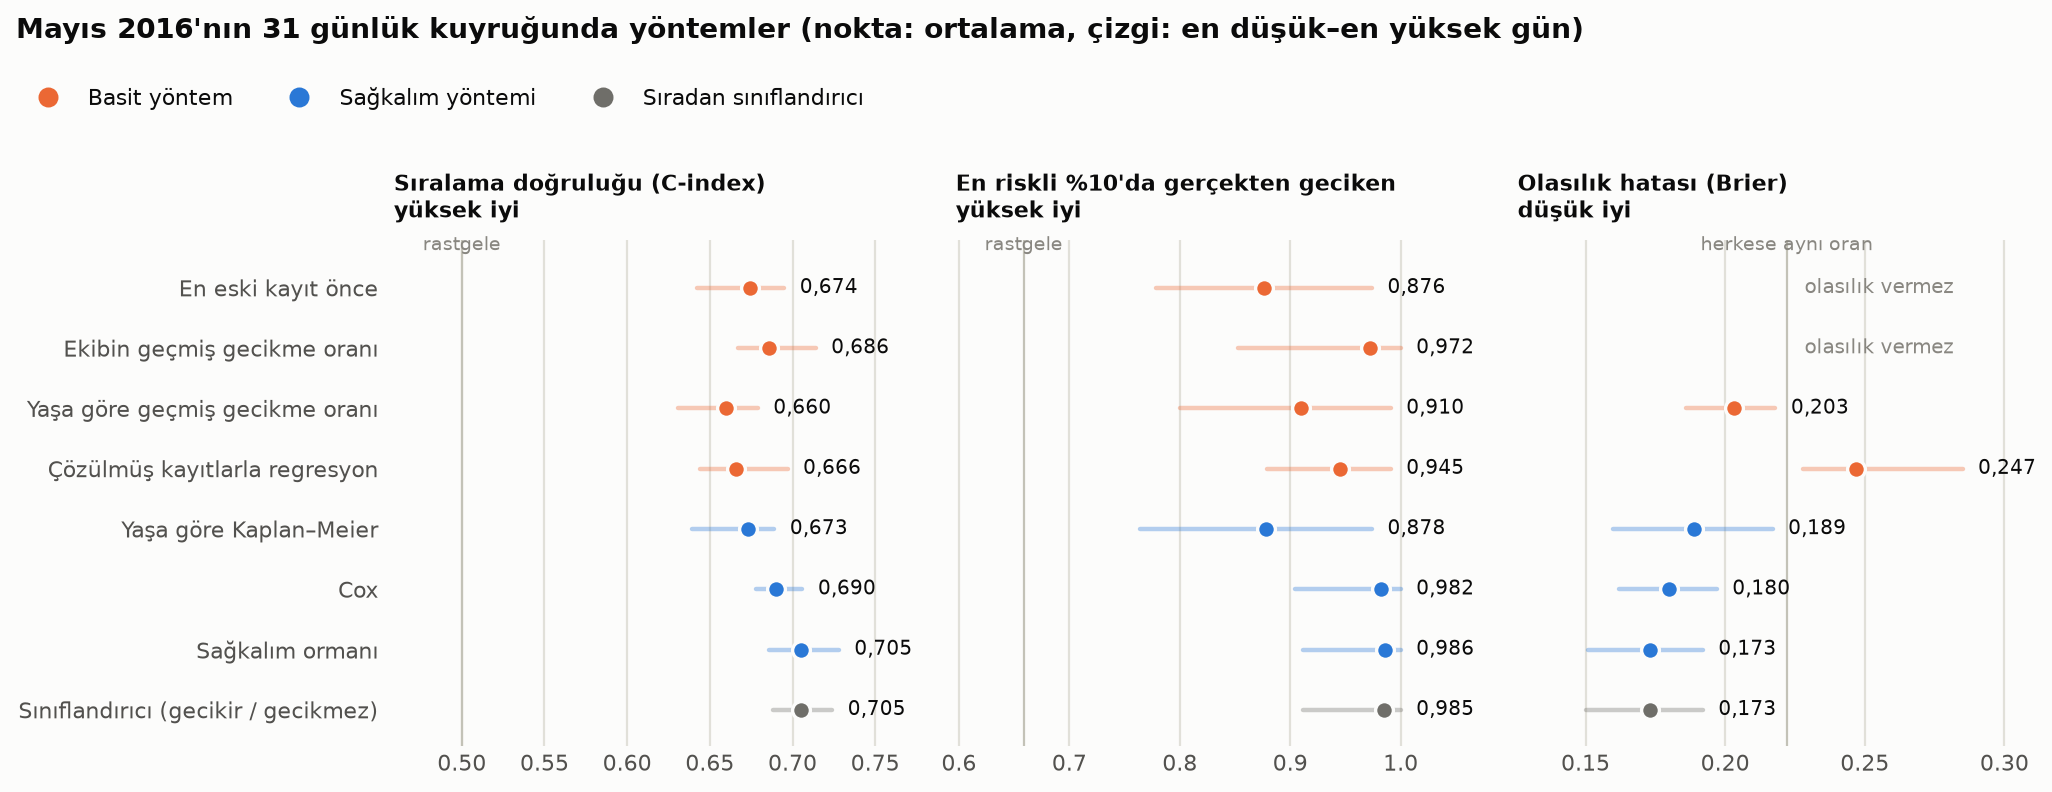 Mayıs 2016'nın 31 günlük kuyruğunda yöntemler (nokta: ortalama, çizgi: en düşük–en yüksek gün)
Basit yöntem
Sağkalım yöntemi
Sıradan sınıflandırıcı
Sıralama doğruluğu (C-index)
yüksek iyi
En riskli %10'da gerçekten geciken
yüksek iyi
Olasılık hatası (Brier)
düşük iyi
rastgele
rastgele
herkese aynı oran
En eski kayıt önce 0,674 0,876 olasılık vermez
Ekibin geçmiş gecikme oranı 0,686 0,972 olasılık vermez
Yaşa göre geçmiş gecikme oranı 0,660 0,910 0,203
Çözülmüş kayıtlarla regresyon 0,666 0,945 0,247
Yaşa göre Kaplan–Meier 0,673 0,878 0,189
Cox 0,690 0,982 0,180
Sağkalım ormanı 0,705 0,986 0,173
Sınıflandırıcı (gecikir / gecikmez) 0,705 0,985 0,173
0.50 0.55 0.60 0.65 0.70 0.75
0.6 0.7 0.8 0.9 1.0
0.15 0.20 0.25 0.30